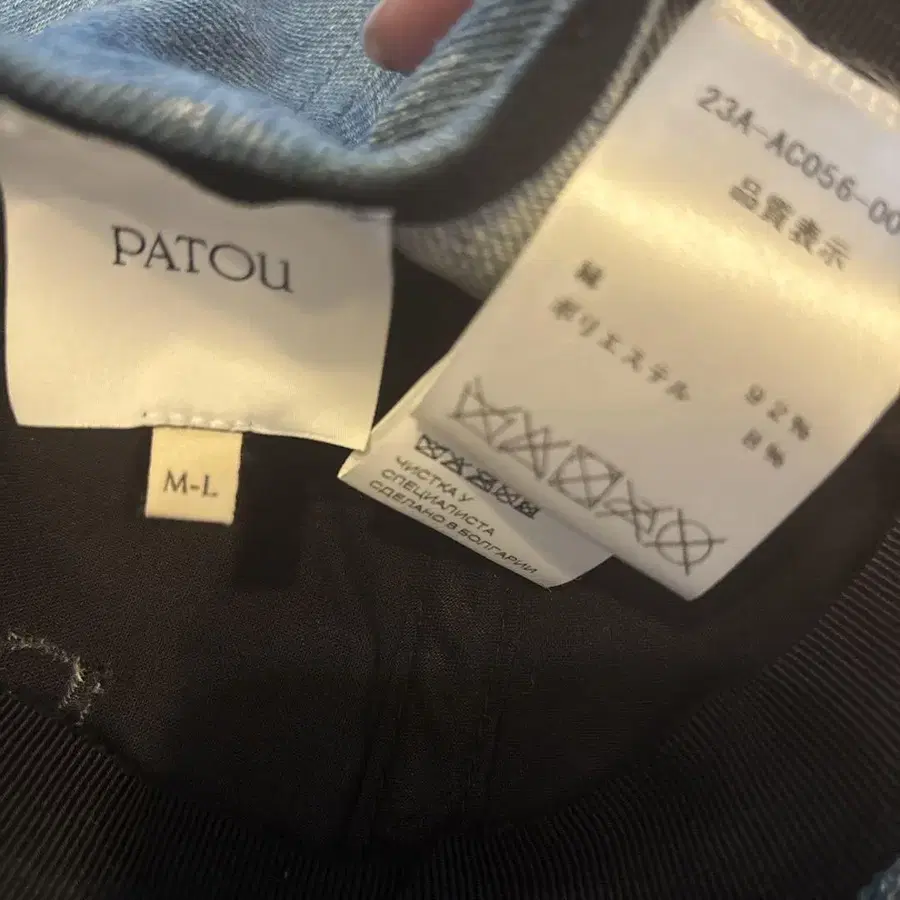 PATOU
M-L
23A-AC056-00
品質表示
綿 92%
ポリエステル 8%
ЧИСТКА У
СПЕЦИАЛИСТА
СДЕЛАНО В БОЛГАРИИ